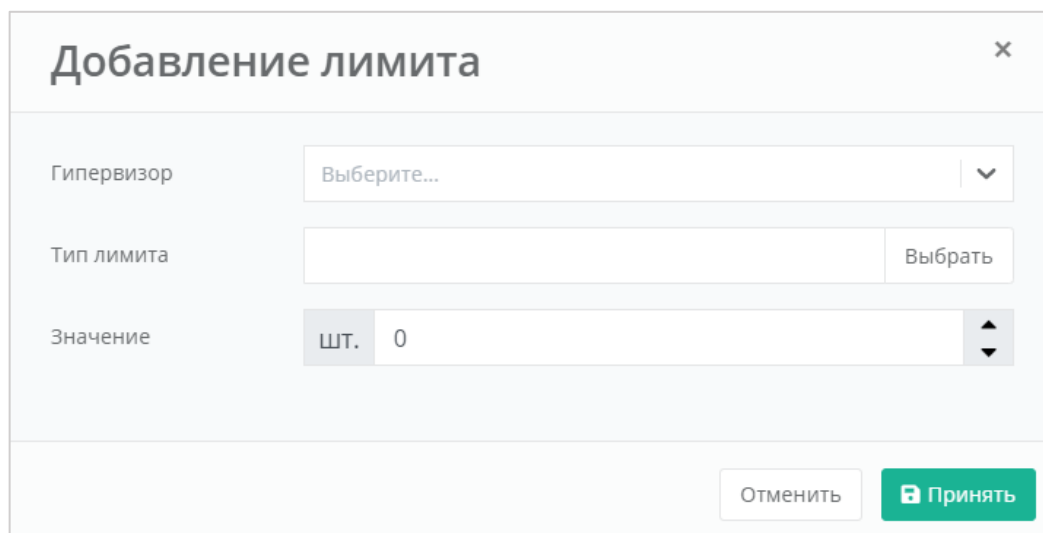 Добавление лимита
×
Гипервизор Выберите...
Тип лимита Выбрать
Значение шт. 0
Отменить Принять